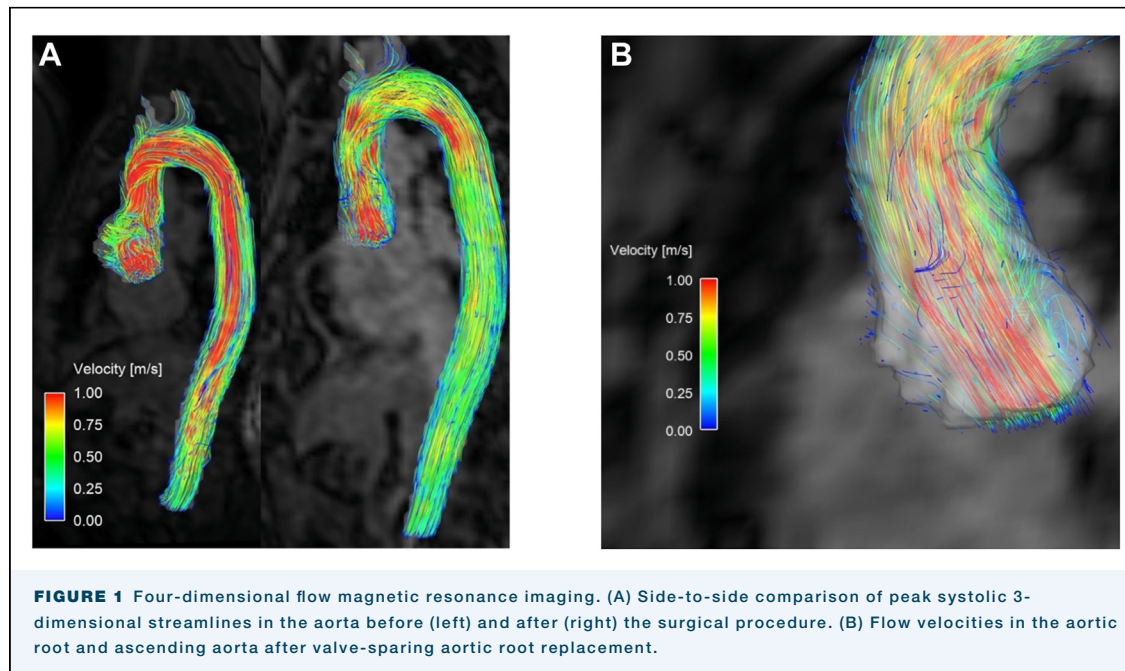 A
B
Velocity [m/s]
1.00
0.75
0.50
0.25
0.00
Velocity [m/s]
1.00
0.75
0.50
0.25
0.00
FIGURE 1 Four-dimensional flow magnetic resonance imaging. (A) Side-to-side comparison of peak systolic 3-
dimensional streamlines in the aorta before (left) and after (right) the surgical procedure. (B) Flow velocities in the aortic
root and ascending aorta after valve-sparing aortic root replacement.